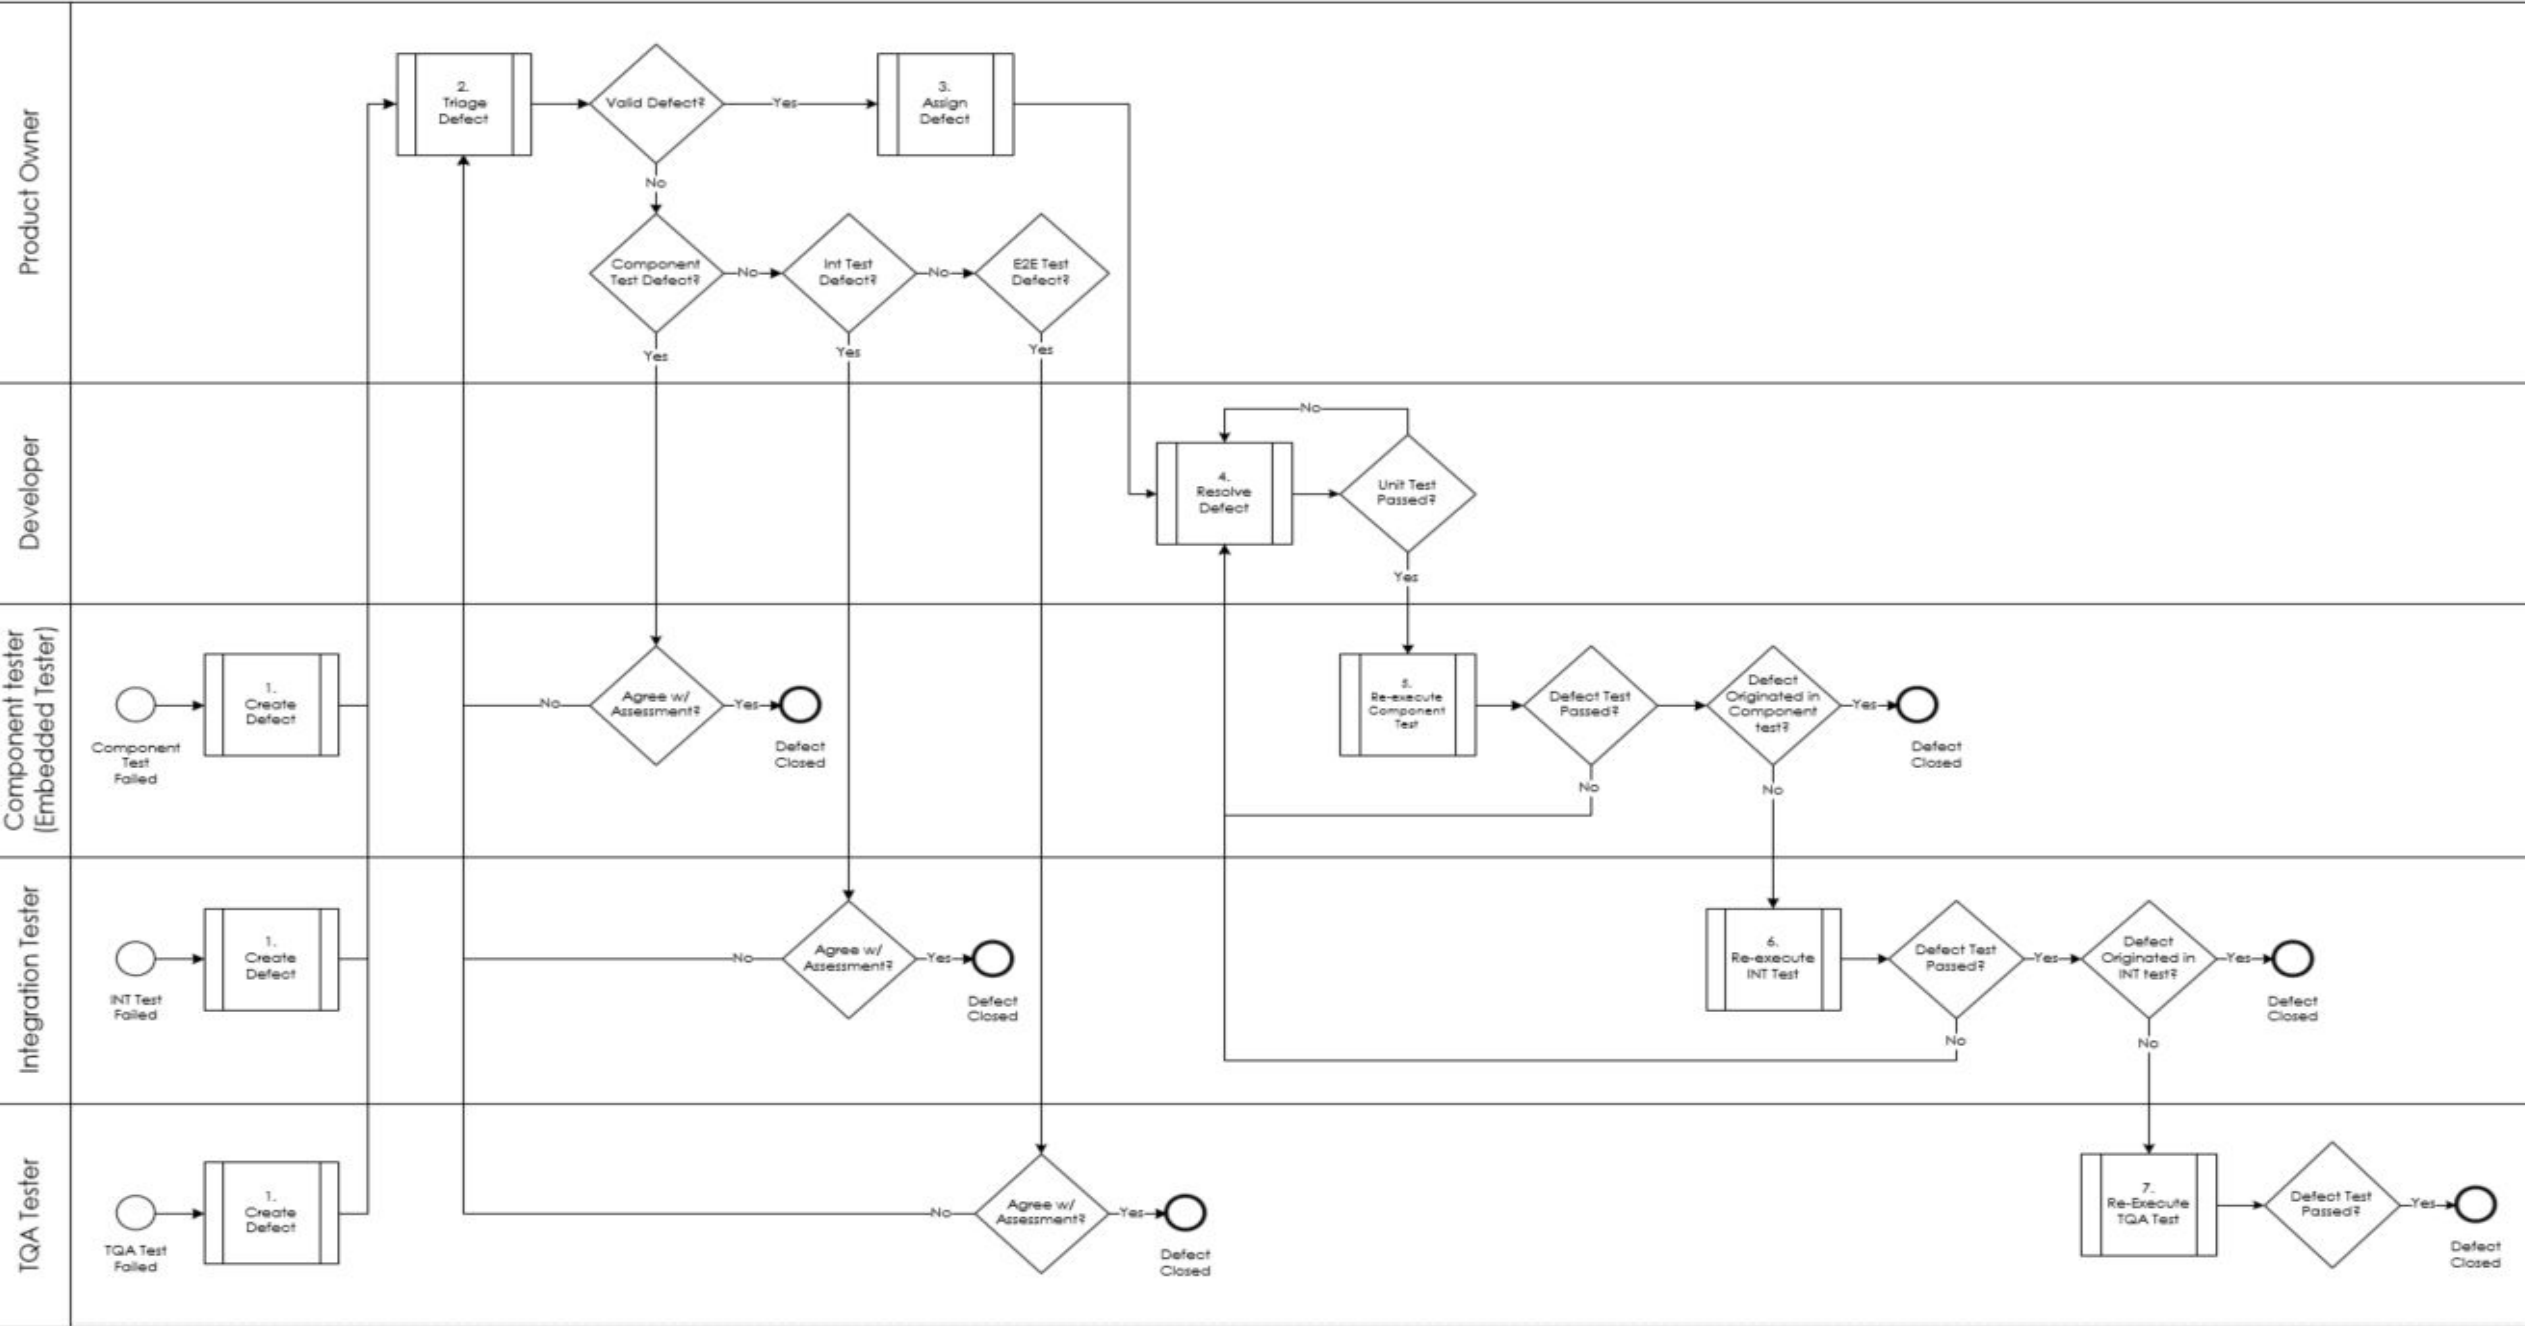 Product Owner
2.
Triage
Defect
Valid Defect?
Yes
3.
Assign
Defect
No
Component
Test Defect?
No
Int Test
Defect?
No
E2E Test
Defect?
Yes
Yes
Yes
Developer
No
4.
Resolve
Defect
Unit Test
Passed?
Yes
Component tester
(Embedded Tester)
Component
Test
Failed
1.
Create
Defect
No
Agree w/
Assessment?
Yes
Defect
Closed
5.
Re-execute
Component
Test
Defect Test
Passed?
No
Defect
Originated in
Component
test?
Yes
Defect
Closed
No
Integration Tester
INT Test
Failed
1.
Create
Defect
No
Agree w/
Assessment?
Yes
Defect
Closed
6.
Re-execute
INT Test
Defect Test
Passed?
Yes
No
Defect
Originated in
INT test?
Yes
Defect
Closed
No
TQA Tester
TQA Test
Failed
1.
Create
Defect
No
Agree w/
Assessment?
Yes
Defect
Closed
7.
Re-Execute
TQA Test
Defect Test
Passed?
Yes
Defect
Closed